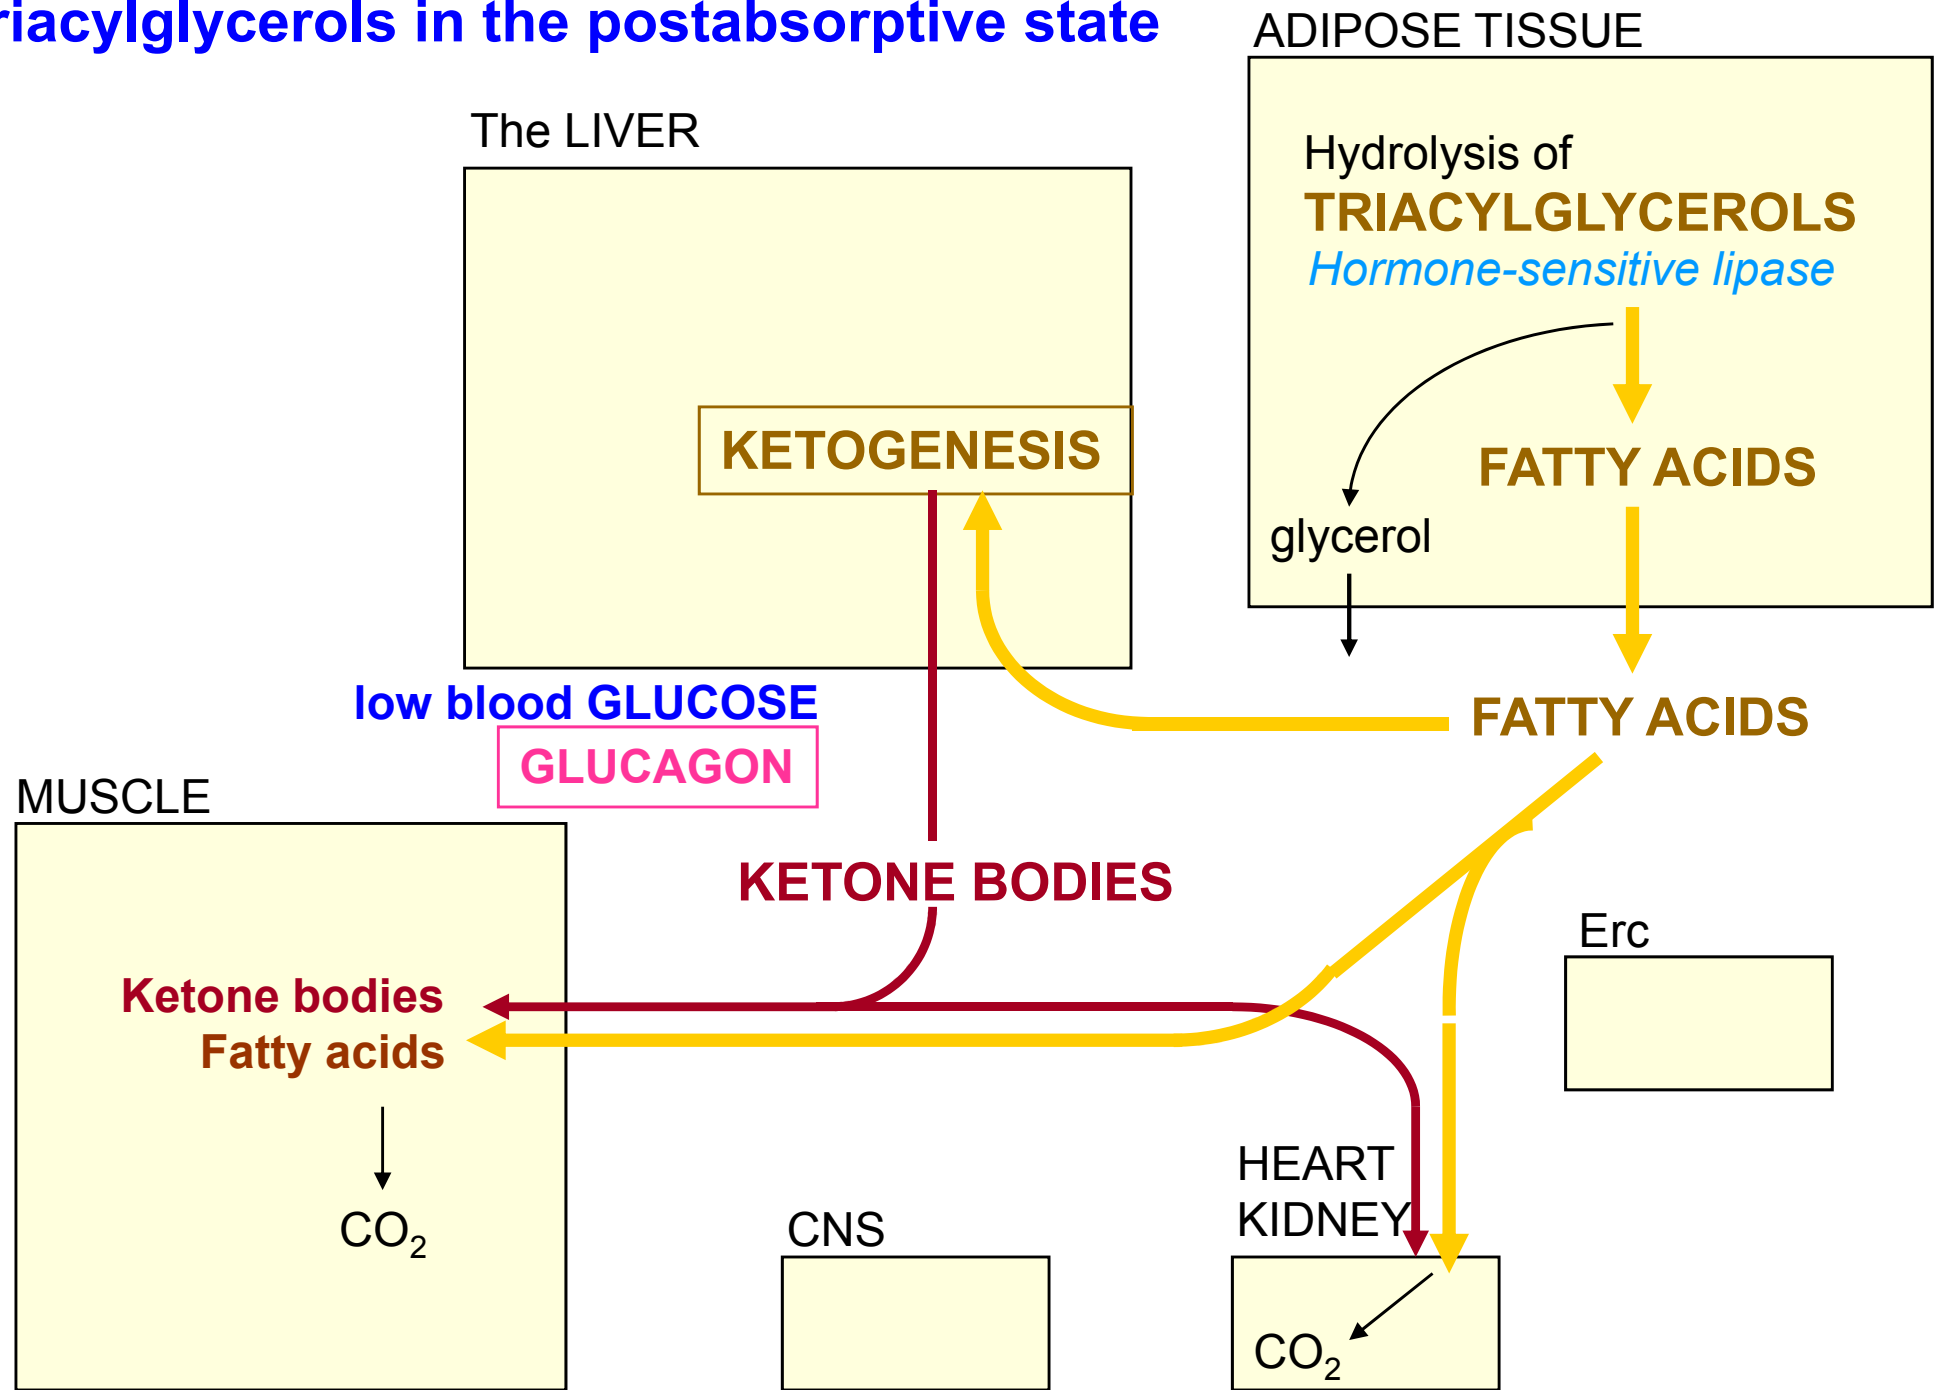 riacylglycerols in the postabsorptive state
ADIPOSE TISSUE
The LIVER
Hydrolysis of
TRIACYLGLYCEROLS
Hormone-sensitive lipase
KETOGENESIS
FATTY ACIDS
glycerol
low blood GLUCOSE
FATTY ACIDS
GLUCAGON
MUSCLE
KETONE BODIES
Erc
Ketone bodies
Fatty acids
HEART
KIDNEY
CO₂
CNS
CO₂